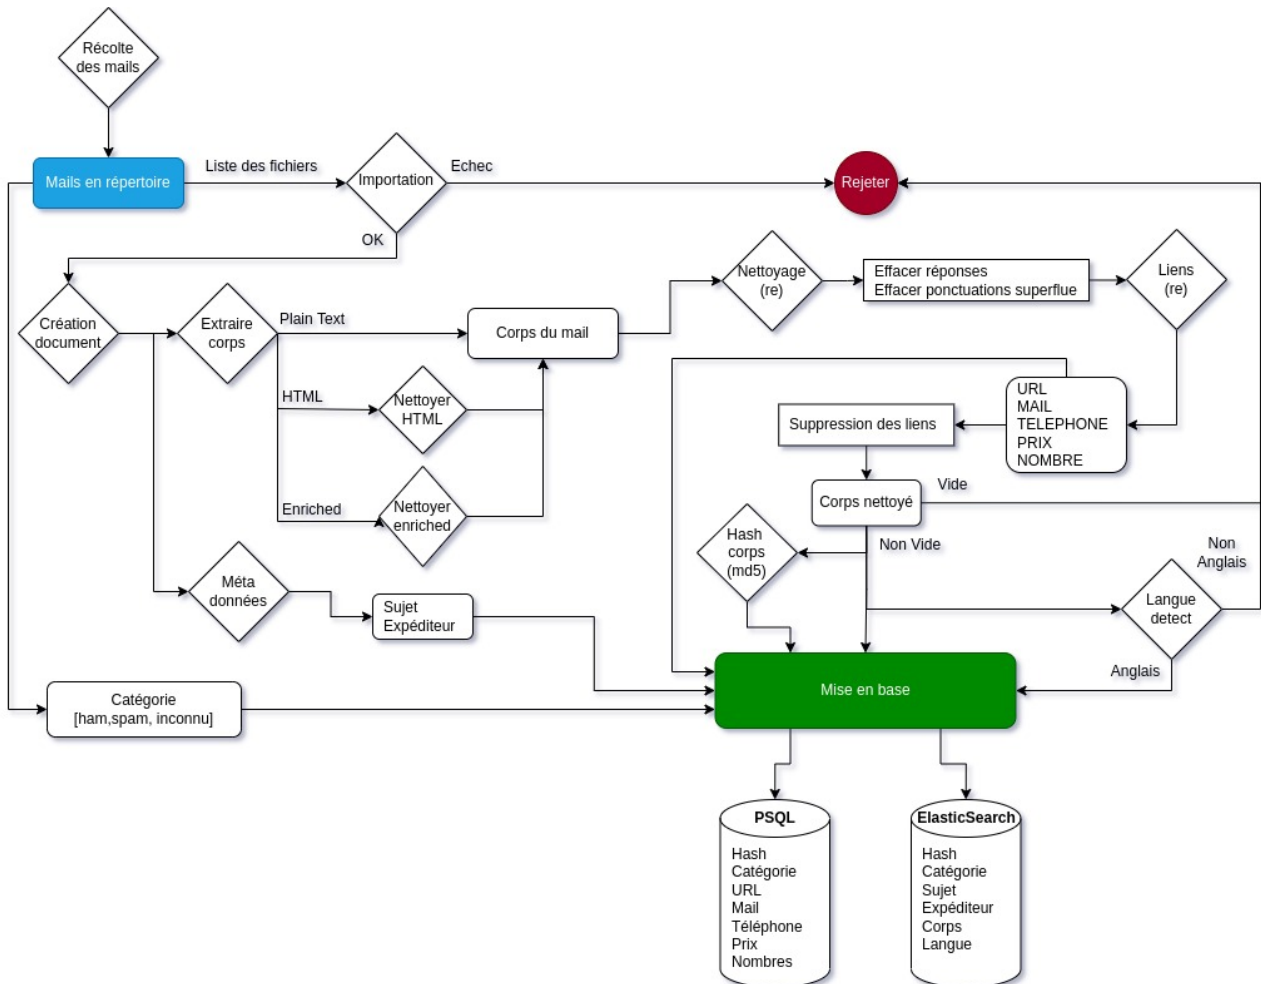 Récolte
des mails
Mails en répertoire
Liste des fichiers
Importation
Echec
Rejeter
OK
Nettoyage
(re)
Effacer réponses
Effacer ponctuations superflue
Liens
(re)
Création
document
Extraire
corps
Plain Text
Corps du mail
HTML
Nettoyer
HTML
Enriched
Nettoyer
enriched
URL
MAIL
TELEPHONE
PRIX
NOMBRE
Suppression des liens
Corps nettoyé
Vide
Non Vide
Hash
corps
(md5)
Non
Anglais
Langue
detect
Anglais
Méta
données
Sujet
Expéditeur
Catégorie
[ham,spam, inconnu]
Mise en base
PSQL
Hash
Catégorie
URL
Mail
Téléphone
Prix
Nombres
ElasticSearch
Hash
Catégorie
Sujet
Expéditeur
Corps
Langue